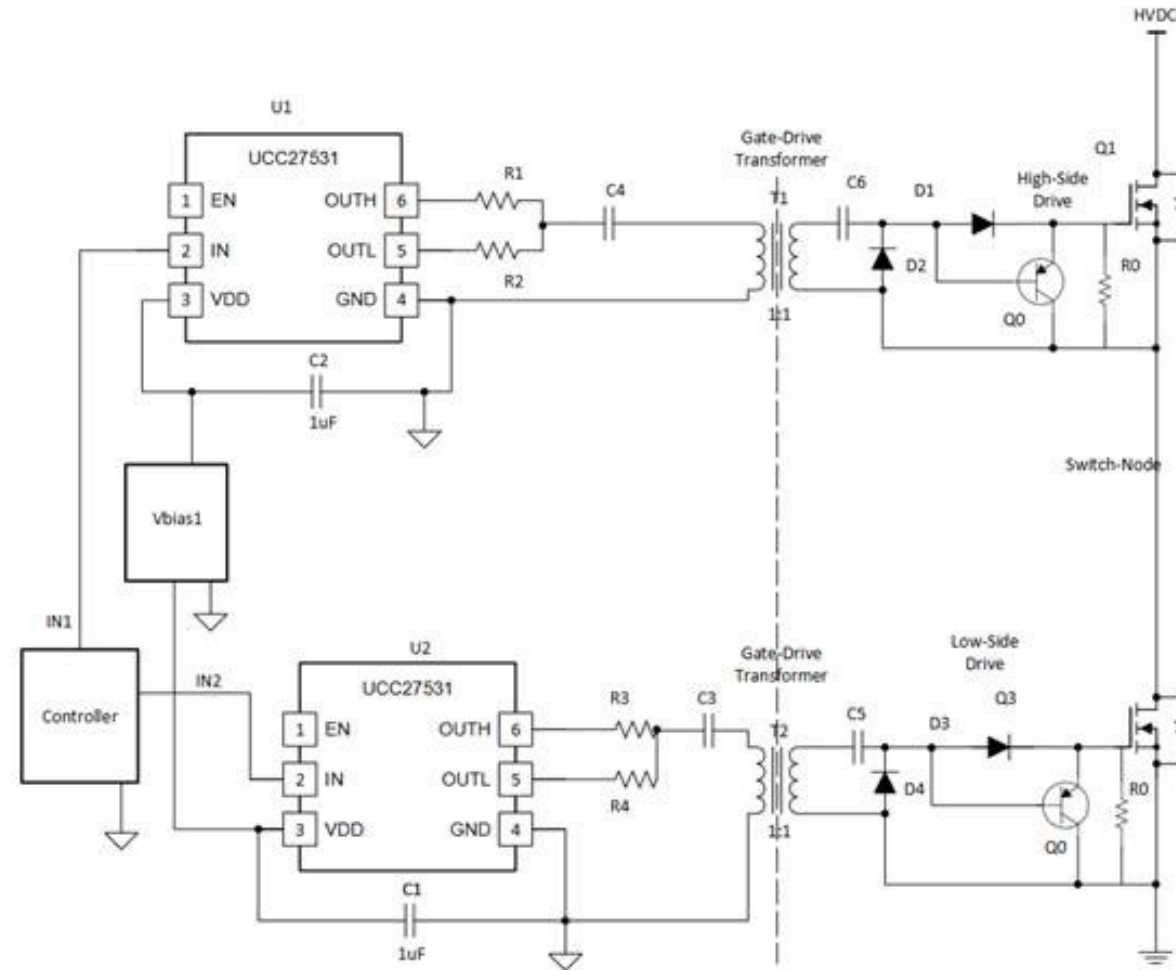 HVDC
U1
UCC27531
1 EN OUTH 6
2 IN OUTL 5
3 VDD GND 4
R1
R2
C4
Gate-Drive
Transformer
T1
1:1
C6
D1
D2
High-Side
Drive
Q1
Q0
R0
C2
1uF
Vbias1
Switch-Node
IN1
IN2
Controller
U2
UCC27531
1 EN OUTH 6
2 IN OUTL 5
3 VDD GND 4
R3
R4
C3
Gate-Drive
Transformer
T2
1:1
C5
D3
D4
Low-Side
Drive
Q3
Q0
R0
C1
1uF